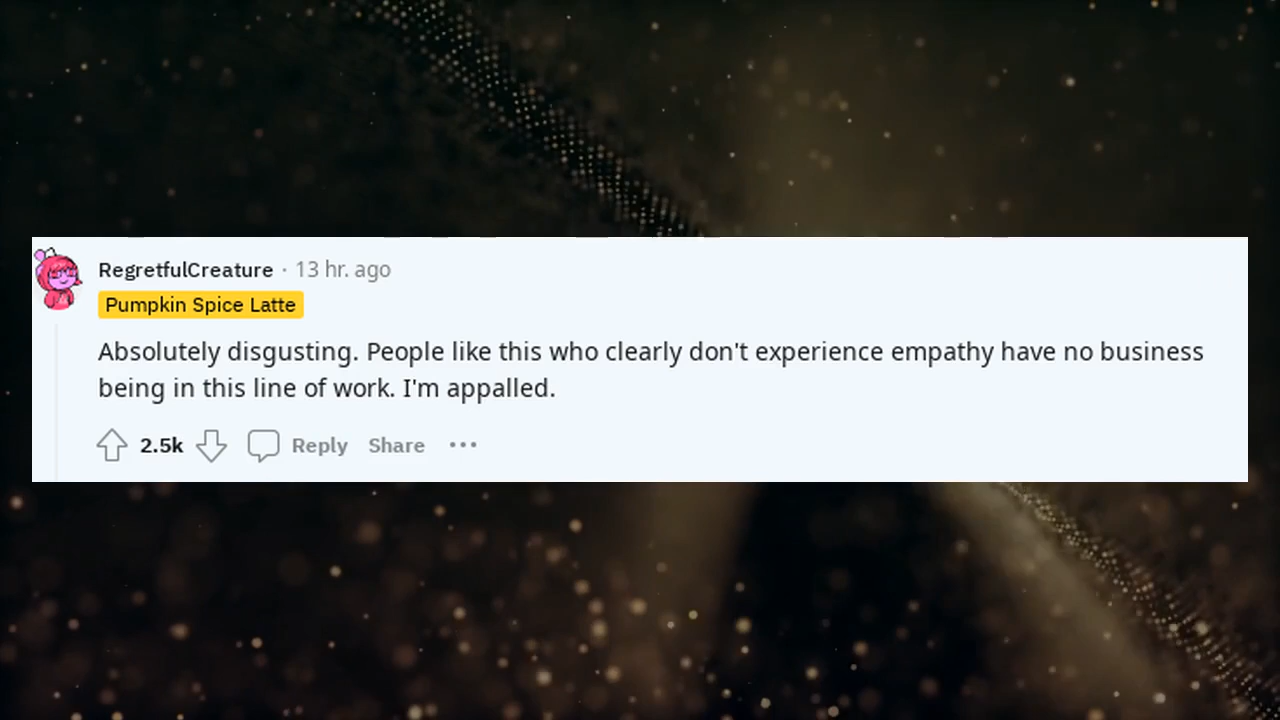 RegretfulCreature · 13 hr. ago
Pumpkin Spice Latte
Absolutely disgusting. People like this who clearly don't experience empathy have no business
being in this line of work. I'm appalled.
2.5k Reply Share •••